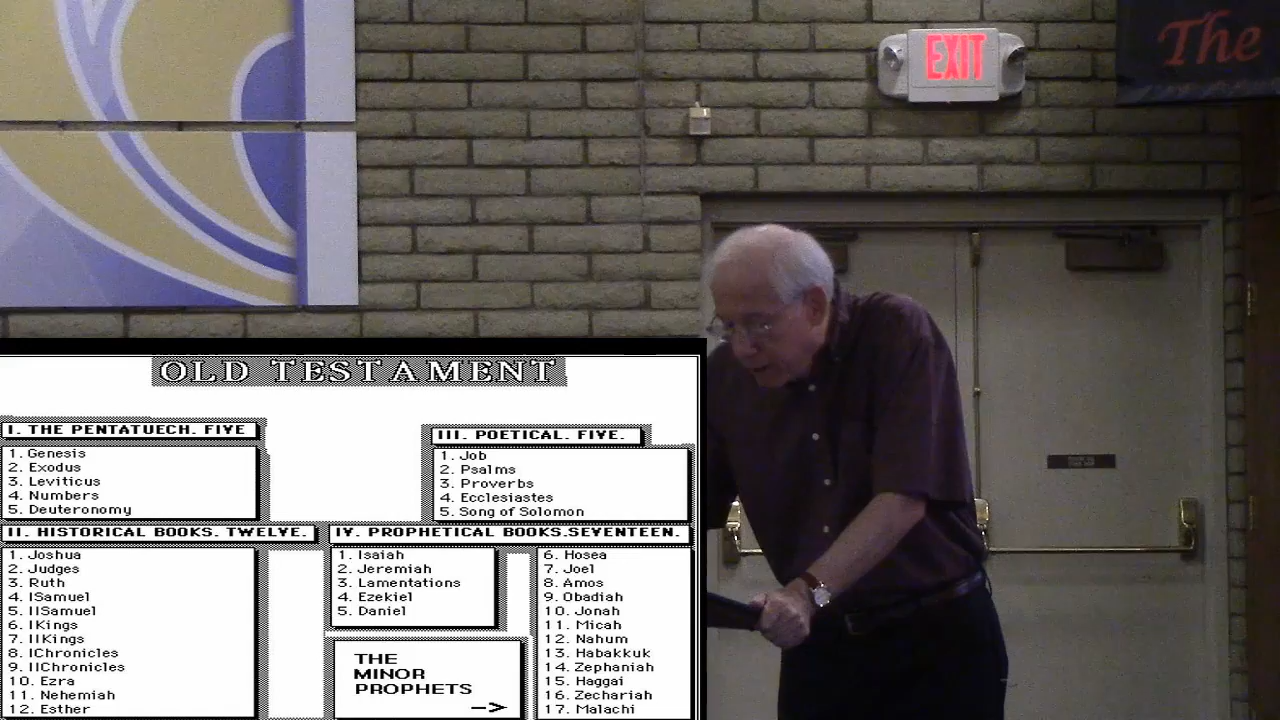 EXIT
The
OLD TESTAMENT
I. THE PENTATUECH. FIVE
1. Genesis
2. Exodus
3. Leviticus
4. Numbers
5. Deuteronomy
III. POETICAL. FIVE.
1. Job
2. Psalms
3. Proverbs
4. Ecclesiastes
5. Song of Solomon
II. HISTORICAL BOOKS. TWELVE.
1. Joshua
2. Judges
3. Ruth
4. ISamuel
5. IISamuel
6. IKings
7. IIKings
8. IChronicles
9. IIChronicles
10. Ezra
11. Nehemiah
12. Esther
IV. PROPHETICAL BOOKS.SEVENTEEN.
1. Isaiah
2. Jeremiah
3. Lamentations
4. Ezekiel
5. Daniel
THE
MINOR
PROPHETS
-->
6. Hosea
7. Joel
8. Amos
9. Obadiah
10. Jonah
11. Micah
12. Nahum
13. Habakkuk
14. Zephaniah
15. Haggai
16. Zechariah
17. Malachi